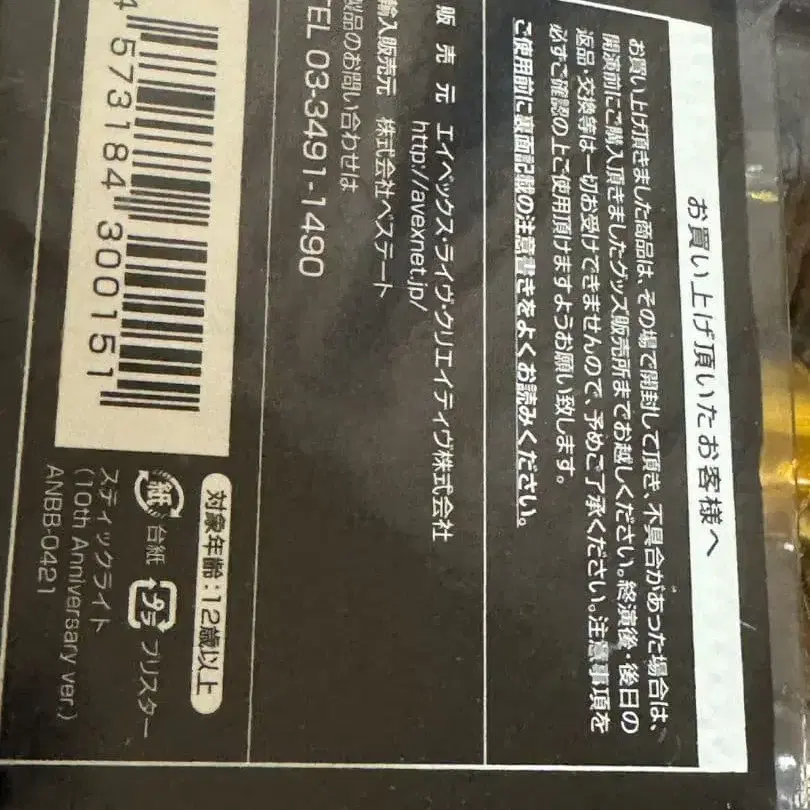 お買い上げ頂いたお客様へ
お買い上げ頂きました商品は、その場で開封して頂き、不具合があった場合は、
開演前にご購入頂きましたグッズ販売所までお越しください。終演後・後日の
返品・交換等は一切お受けできませんので、予めご了承ください。注意事項を
必ずご確認の上ご使用頂けますようお願い致します。
ご使用前に裏面記載の注意書きをよくお読みください。
販売元 エイベックス・ライヴ・クリエイティヴ株式会社
http://avexnet.jp/
輸入販売元 株式会社ベステート
製品のお問い合わせは
TEL 03-3491-1490
4 573184 300151
対象年齢:12歳以上
紙 台紙 プラ ブリスター
スティックライト
(10th Anniversary ver.)
ANBB-0421